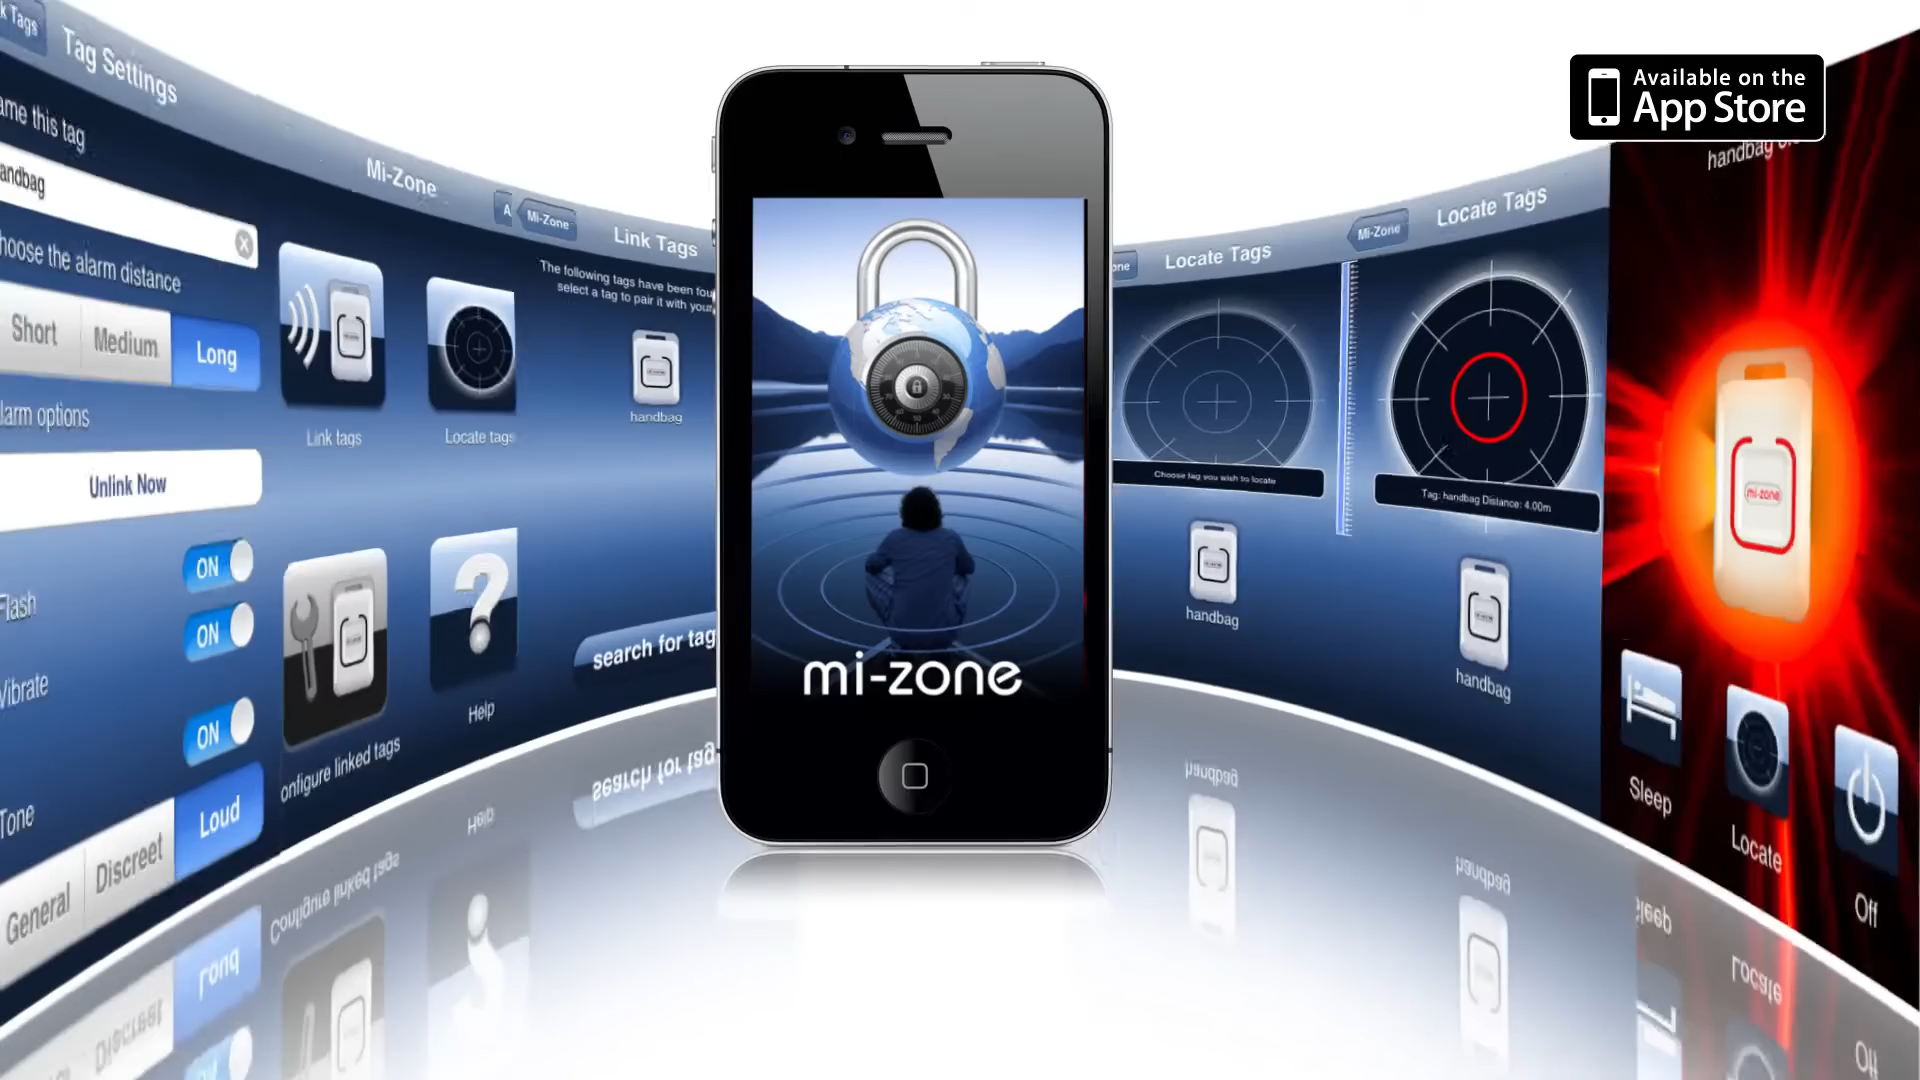 k Tags
Tag Settings
ame this tag
andbag
hoose the alarm distance
Short
Medium
Long
larm options
Unlink Now
ON
Flash
ON
Vibrate
ON
Tone
General
Discreet
Loud
Mi-Zone
Link tags
Locate tags
onfigure linked tags
Help
A
Mi-Zone
Link Tags
The following tags have been fou
select a tag to pair it with your
handbag
search for tag
mi-zone
one
Locate Tags
Choose tag you wish to locate
handbag
Mi-Zone
Locate Tags
Tag: handbag Distance: 4.00m
handbag
Available on the
App Store
handbag
mi-zone
Sleep
Locate
Off